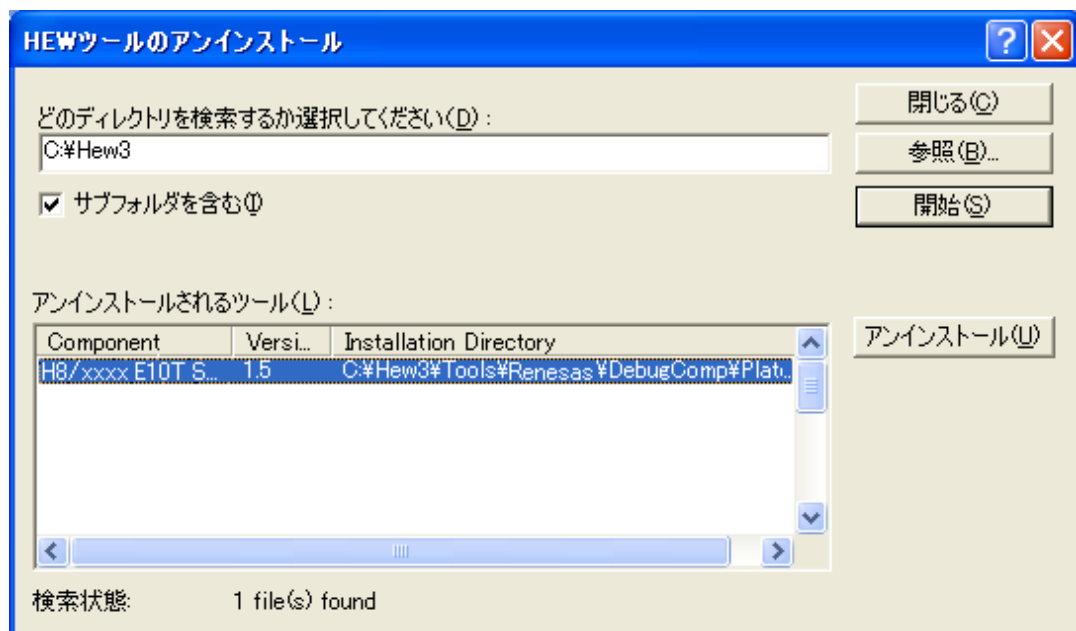 HEWツールのアンインストール
どのディレクトリを検索するか選択してください(D):
C:¥Hew3
サブフォルダを含む(I)
閉じる(C)
参照(B)...
開始(S)
アンインストールされるツール(L):
Component Versi... Installation Directory
H8/xxxx E10T S... 1.5 C:¥Hew3¥Tools¥Renesas¥DebugComp¥Plat...
アンインストール(U)
検索状態: 1 file(s) found